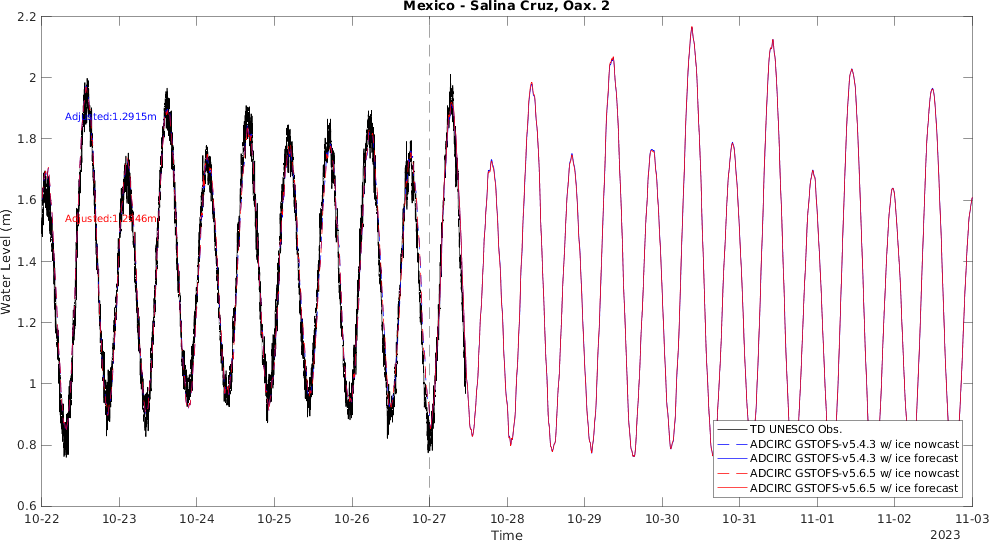 Mexico - Salina Cruz, Oax. 2
2.2
2
1.8
1.6
1.4
1.2
1
0.8
0.6
Water Level (m)
Adjusted:1.2915m
TD UNESCO Obs.
ADCIRC GSTOFS-v5.4.3 w/ ice nowcast
ADCIRC GSTOFS-v5.4.3 w/ ice forecast
ADCIRC GSTOFS-v5.6.5 w/ ice nowcast
ADCIRC GSTOFS-v5.6.5 w/ ice forecast
10-22 10-23 10-24 10-25 10-26 10-27 10-28 10-29 10-30 10-31 11-01 11-02 11-03
Time
2023